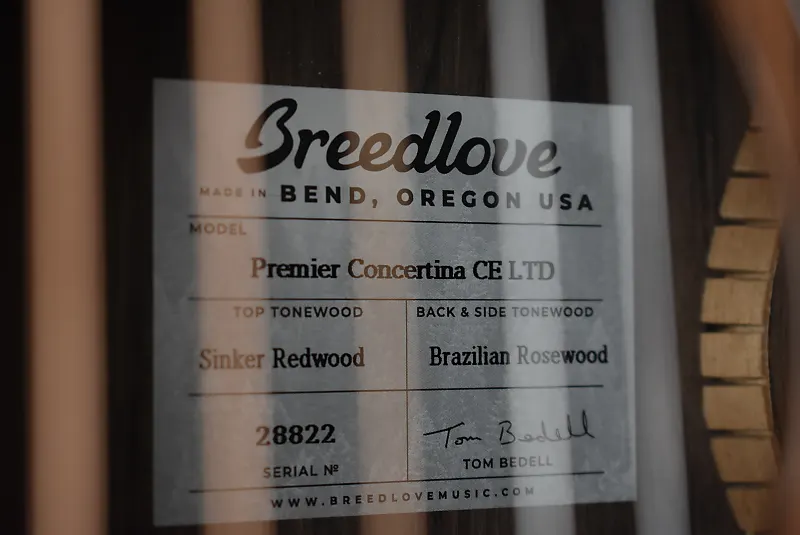 Breedlove
MADE IN BEND, OREGON USA
MODEL
Premier Concertina CE LTD
TOP TONEWOOD
BACK & SIDE TONEWOOD
Sinker Redwood
Brazilian Rosewood
28822
SERIAL Nº
Tom Bedell
TOM BEDELL
WWW.BREEDLOVEMUSIC.COM